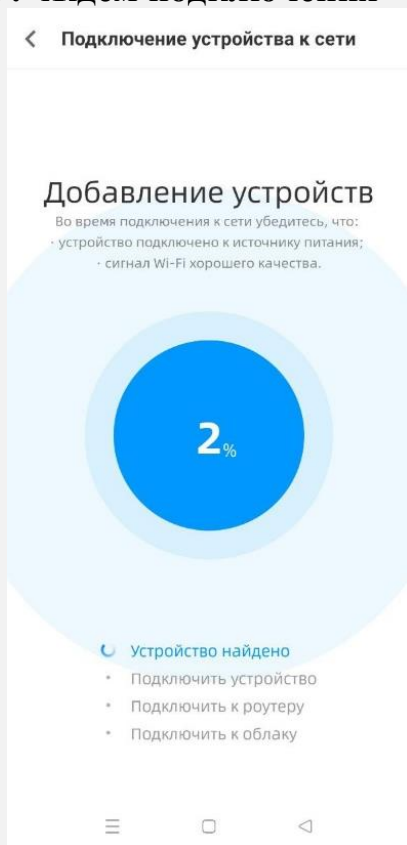 Подключение устройства к сети
Добавление устройств
Во время подключения к сети убедитесь, что:
· устройство подключено к источнику питания;
· сигнал Wi-Fi хорошего качества.
2%
Устройство найдено
· Подключить устройство
· Подключить к роутеру
· Подключить к облаку